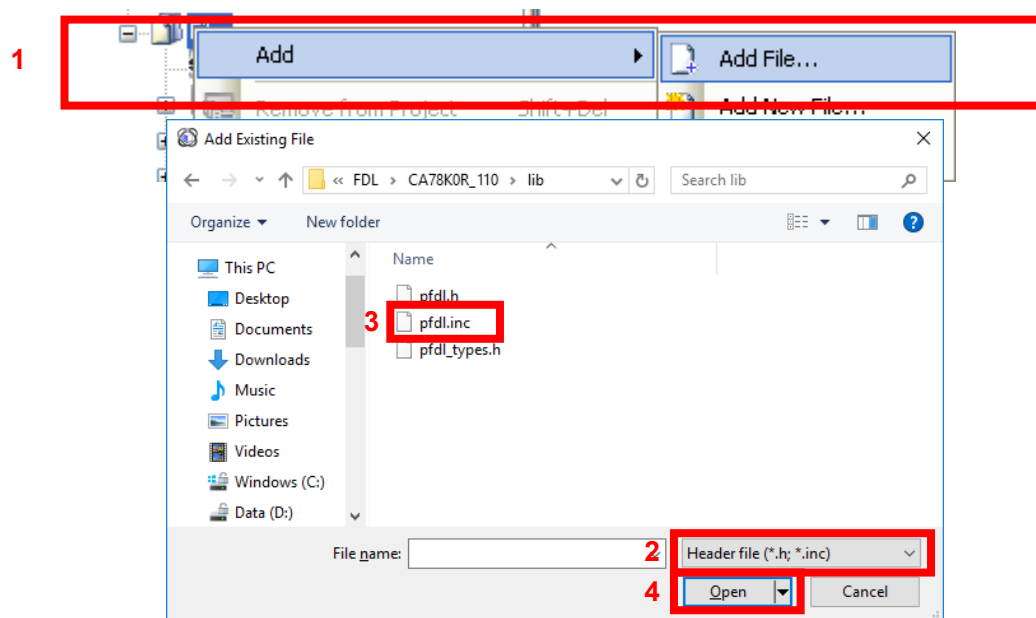 1
Add
Add File...
Remove from Project Shift+Del
Add New File...
Add Existing File
« FDL > CA78K0R_110 > lib
Search lib
Organize
New folder
?
This PC
Desktop
Documents
Downloads
Music
Pictures
Videos
Windows (C:)
Data (D:)
Name
pfdl.h
3
pfdl.inc
pfdl_types.h
File name:
2
Header file (*.h; *.inc)
4
Open
Cancel